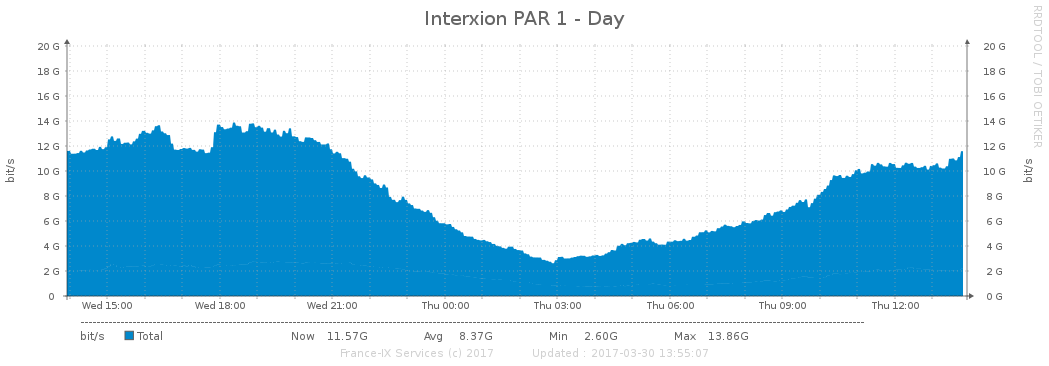 Interxion PAR 1 - Day
RRDTOOL / TOBI OETIKER
bit/s
20 G 20 G
18 G 18 G
16 G 16 G
14 G 14 G
12 G 12 G
10 G 10 G
8 G 8 G
6 G 6 G
4 G 4 G
2 G 2 G
0 0 G
bit/s
Wed 15:00 Wed 18:00 Wed 21:00 Thu 00:00 Thu 03:00 Thu 06:00 Thu 09:00 Thu 12:00
bit/s Total Now 11.57G Avg 8.37G Min 2.60G Max 13.86G
France-IX Services (c) 2017 Updated : 2017-03-30 13:55:07